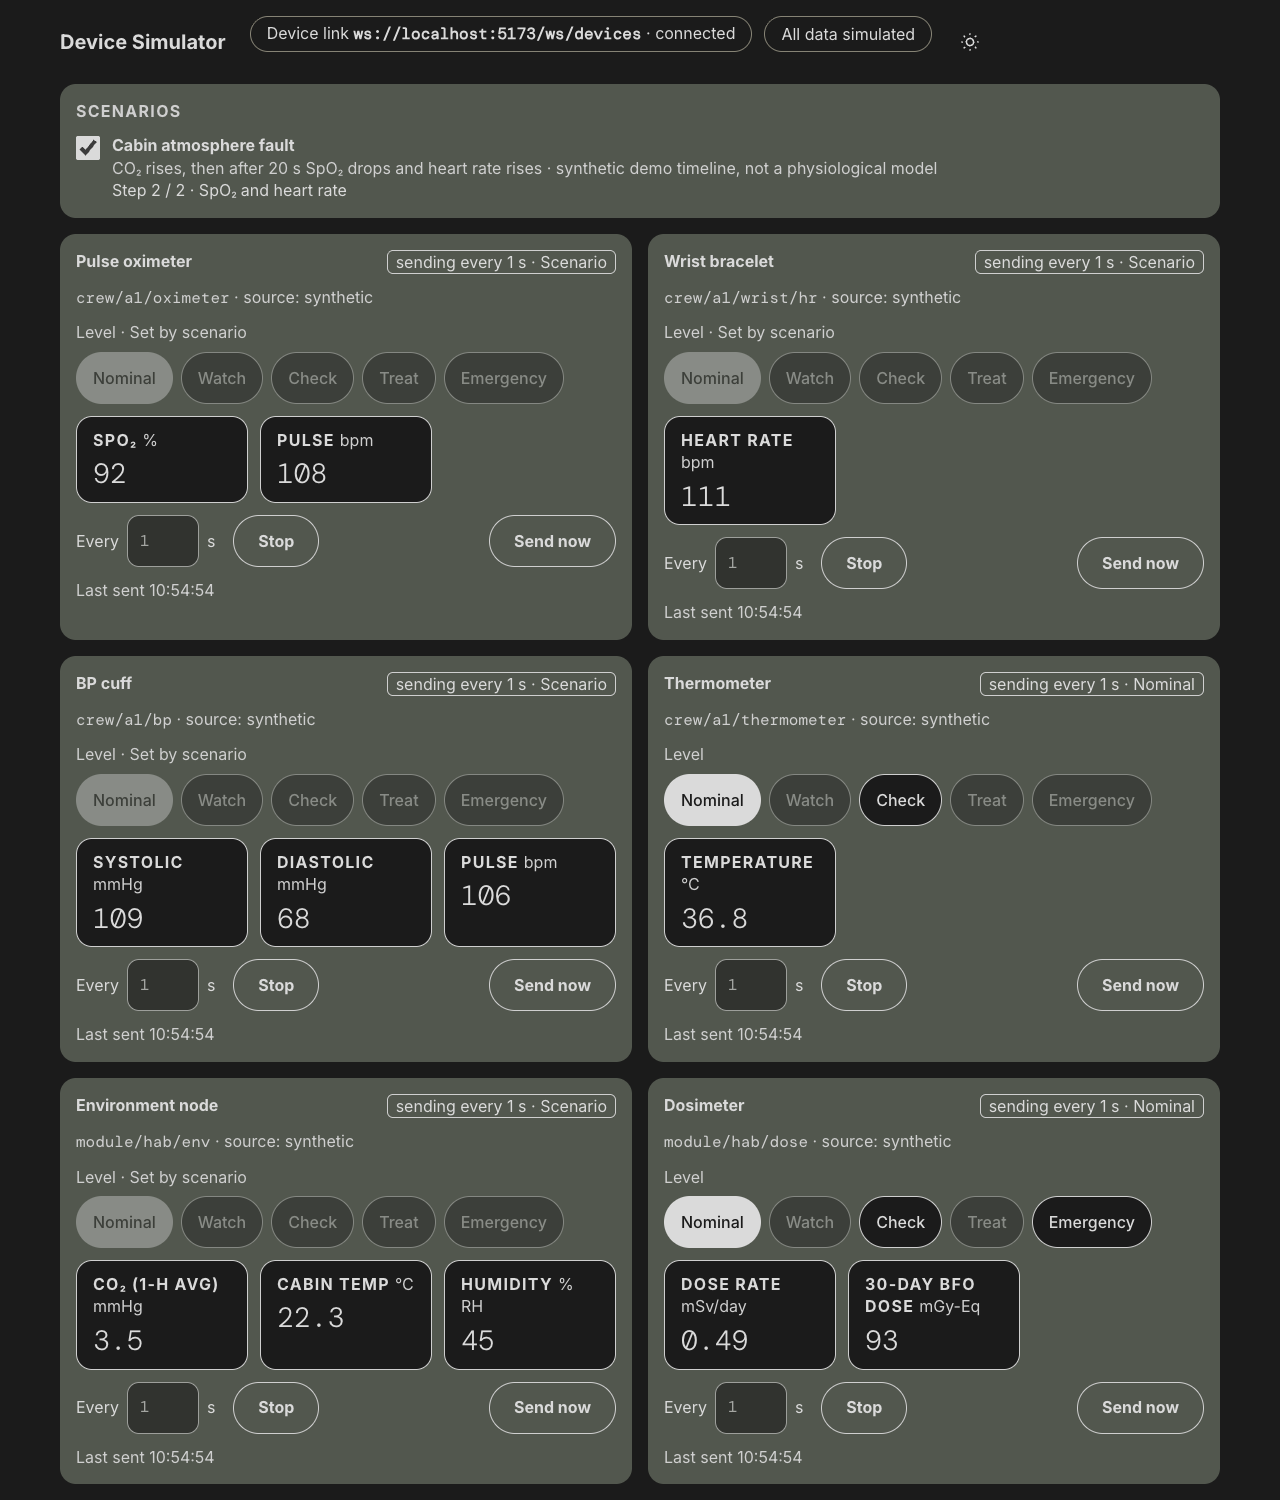 Device Simulator
Device link ws://localhost:5173/ws/devices · connected
All data simulated
SCENARIOS
Cabin atmosphere fault
CO₂ rises, then after 20 s SpO₂ drops and heart rate rises · synthetic demo timeline, not a physiological model
Step 2 / 2 · SpO₂ and heart rate
Pulse oximeter
sending every 1 s · Scenario
crew/a1/oximeter · source: synthetic
Level · Set by scenario
Nominal Watch Check Treat Emergency
SPO₂ % PULSE bpm
92 108
Every 1 s Stop Send now
Last sent 10:54:54
Wrist bracelet
sending every 1 s · Scenario
crew/a1/wrist/hr · source: synthetic
Level · Set by scenario
Nominal Watch Check Treat Emergency
HEART RATE
bpm
111
Every 1 s Stop Send now
Last sent 10:54:54
BP cuff
sending every 1 s · Scenario
crew/a1/bp · source: synthetic
Level · Set by scenario
Nominal Watch Check Treat Emergency
SYSTOLIC
mmHg
109
DIASTOLIC
mmHg
68
PULSE bpm
106
Every 1 s Stop Send now
Last sent 10:54:54
Thermometer
sending every 1 s · Nominal
crew/a1/thermometer · source: synthetic
Level
Nominal Watch Check Treat Emergency
TEMPERATURE
°C
36.8
Every 1 s Stop Send now
Last sent 10:54:54
Environment node
sending every 1 s · Scenario
module/hab/env · source: synthetic
Level · Set by scenario
Nominal Watch Check Treat Emergency
CO₂ (1-H AVG)
mmHg
3.5
CABIN TEMP °C
22.3
HUMIDITY %
RH
45
Every 1 s Stop Send now
Last sent 10:54:54
Dosimeter
sending every 1 s · Nominal
module/hab/dose · source: synthetic
Level
Nominal Watch Check Treat Emergency
DOSE RATE
mSv/day
0.49
30-DAY BFO
DOSE mGy-Eq
93
Every 1 s Stop Send now
Last sent 10:54:54